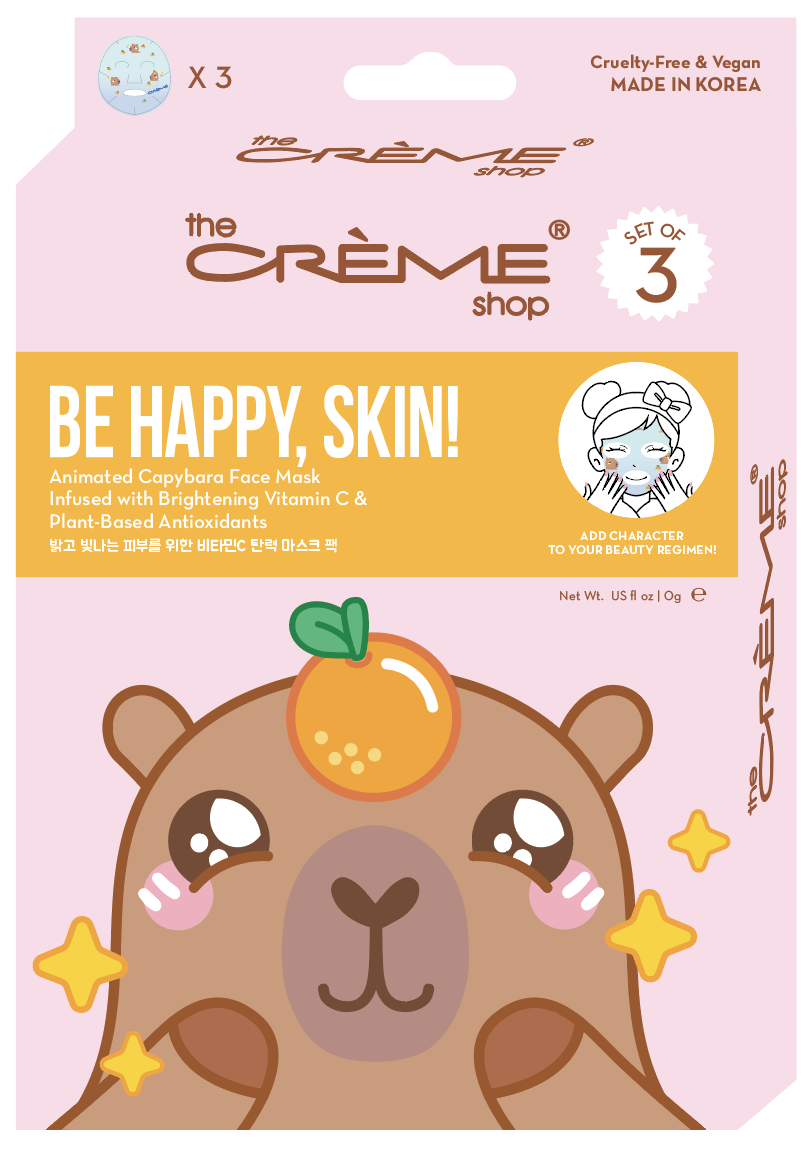 X 3
Cruelty-Free & Vegan
MADE IN KOREA
the
CRÈME®
shop
the
CRÈME®
shop
SET OF
3
BE HAPPY, SKIN!
Animated Capybara Face Mask
Infused with Brightening Vitamin C &
Plant-Based Antioxidants
밝고 빛나는 피부를 위한 비타민C 탄력 마스크 팩
ADD CHARACTER
TO YOUR BEAUTY REGIMEN!
Net Wt.  US fl oz | 0g ℮
the
CRÈME®
shop